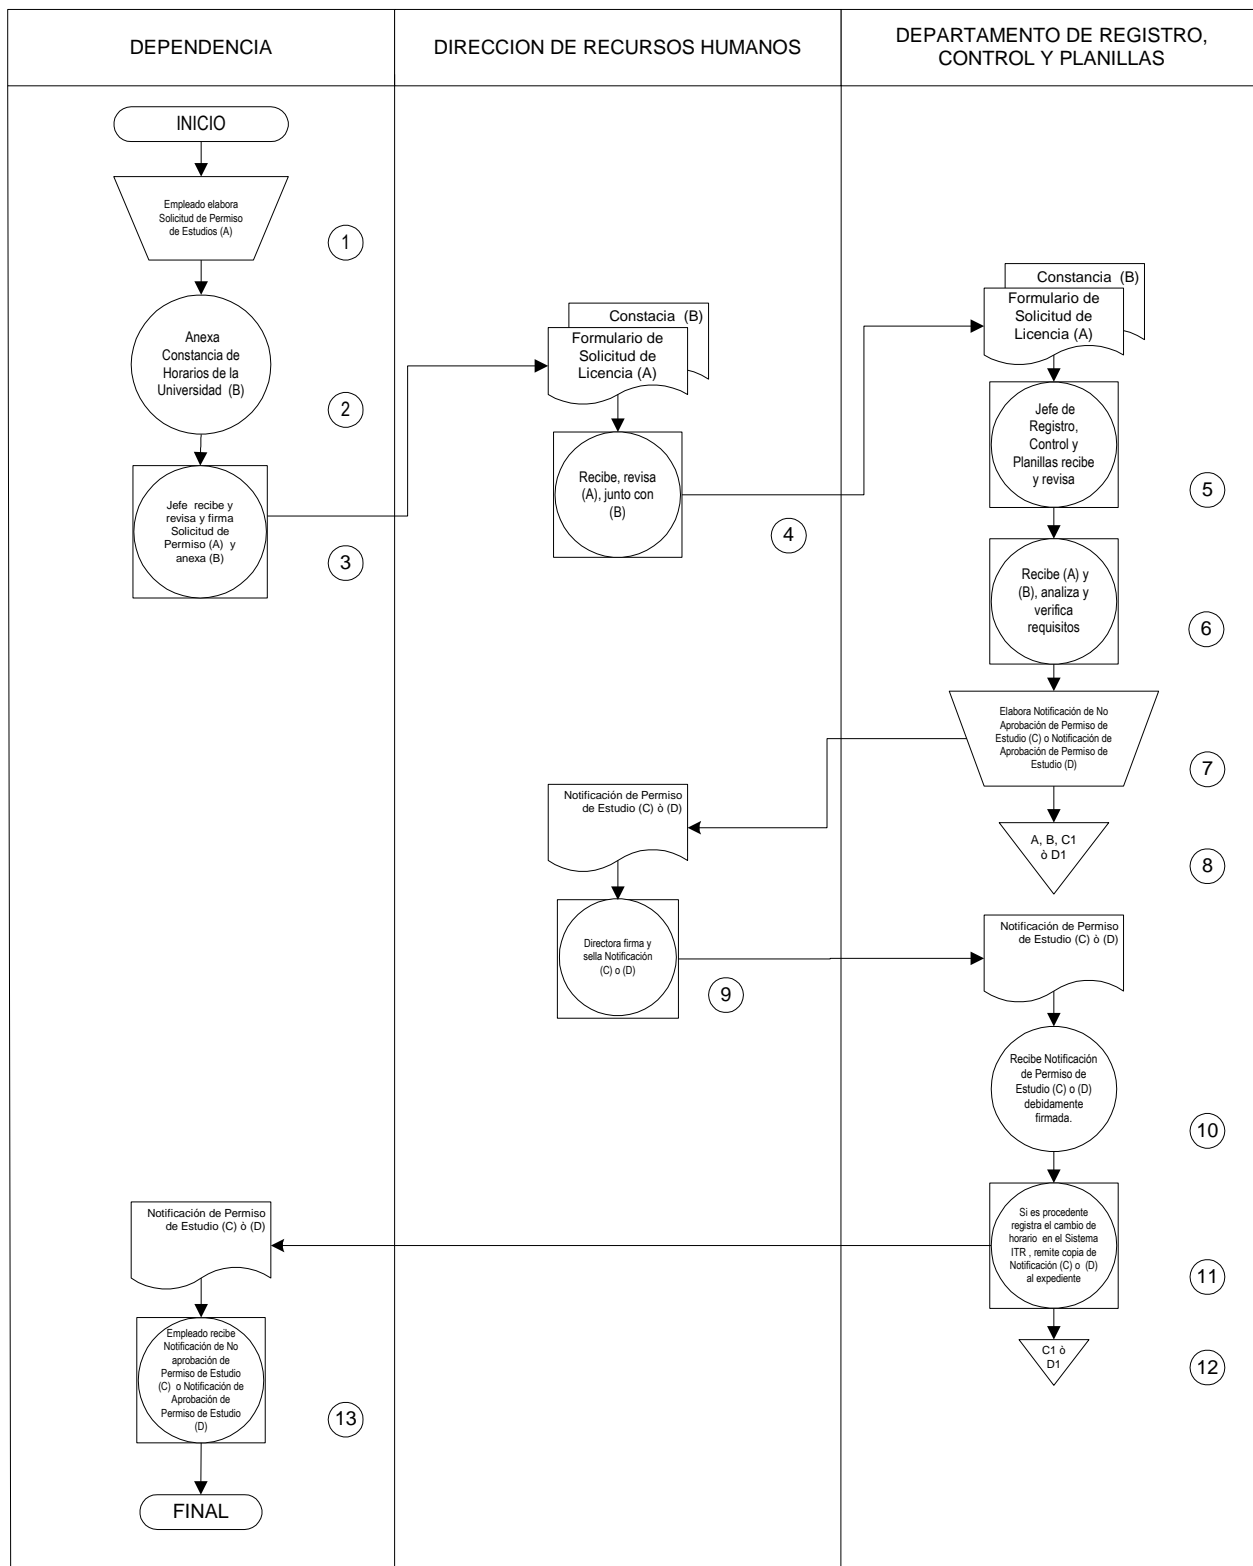 DEPENDENCIA
DIRECCION DE RECURSOS HUMANOS
DEPARTAMENTO DE REGISTRO,
CONTROL Y PLANILLAS
INICIO
Empleado elabora
Solicitud de Permiso
de Estudios (A)
1
Anexa
Constancia de
Horarios de la
Universidad (B)
2
Jefe recibe y
revisa y firma
Solicitud de
Permiso (A) y
anexa (B)
3
Constacia (B)
Formulario de
Solicitud de
Licencia (A)
Recibe, revisa
(A), junto con
(B)
4
Constancia (B)
Formulario de
Solicitud de
Licencia (A)
Jefe de
Registro,
Control y
Planillas recibe
y revisa
5
Recibe (A) y
(B), analiza y
verifica
requisitos
6
Elabora Notificación de No
Aprobación de Permiso de
Estudio (C) o Notificación de
Aprobación de Permiso de
Estudio (D)
7
A, B, C1
ò D1
8
Notificación de Permiso
de Estudio (C) ò (D)
Directora firma y
sella Notificación
(C) o (D)
9
Notificación de Permiso
de Estudio (C) ò (D)
Recibe Notificación
de Permiso de
Estudio (C) o (D)
debidamente
firmada.
10
Si es procedente
registra el cambio de
horario en el Sistema
ITR , remite copia de
Notificación (C) o (D)
al expediente
11
C1 ò
D1
12
Notificación de Permiso
de Estudio (C) ò (D)
Empleado recibe
Notificación de No
aprobación de
Permiso de Estudio
(C) o Notificación de
Aprobación de
Permiso de Estudio
(D)
13
FINAL